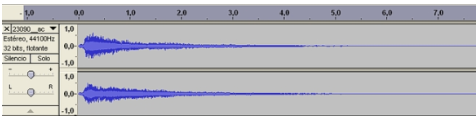 - 1,0 0,0 1,0 2,0 3,0 4,0 5,0 6,0 7,0
X 23090__ac ▼ 1,0
Estéreo, 44100Hz
32 bits, flotante 0,0-
Silencio Solo -1,0
- + 1,0
L R 0,0-
-1,0